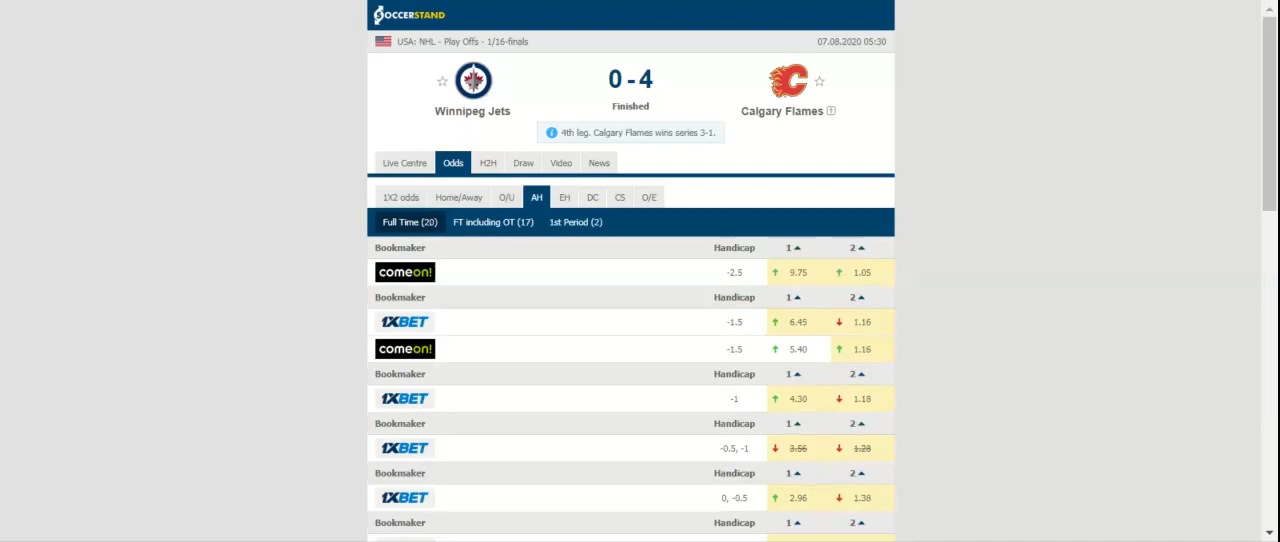 SOCCERSTAND
USA: NHL - Play Offs - 1/16-finals 07.08.2020 05:30
0 - 4
Winnipeg Jets Finished Calgary Flames
4th leg. Calgary Flames wins series 3-1.
Live Centre Odds H2H Draw Video News
1X2 odds Home/Away O/U AH EH DC CS O/E
Full Time (20) FT including OT (17) 1st Period (2)
Bookmaker Handicap 1 2
comeon! -2.5 9.75 1.05
Bookmaker Handicap 1 2
1XBET -1.5 6.45 1.16
comeon! -1.5 5.40 1.16
Bookmaker Handicap 1 2
1XBET -1 4.30 1.18
Bookmaker Handicap 1 2
1XBET -0.5, -1 3.56 1.28
Bookmaker Handicap 1 2
1XBET 0, -0.5 2.96 1.38
Bookmaker Handicap 1 2